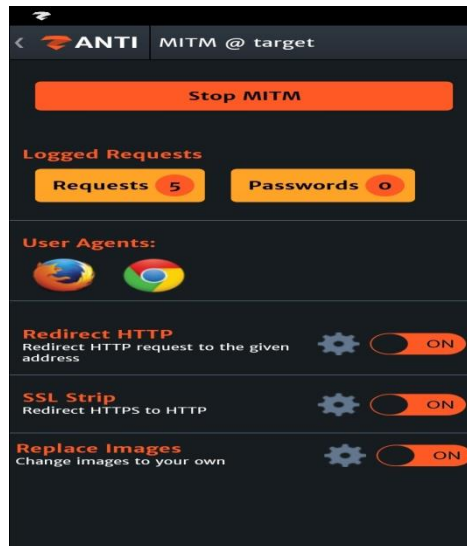 ZANTI MITM @ target
Stop MITM
Logged Requests
Requests 5 Passwords 0
User Agents:
Redirect HTTP
Redirect HTTP request to the given
address
ON
SSL Strip
Redirect HTTPS to HTTP
ON
Replace Images
Change images to your own
ON